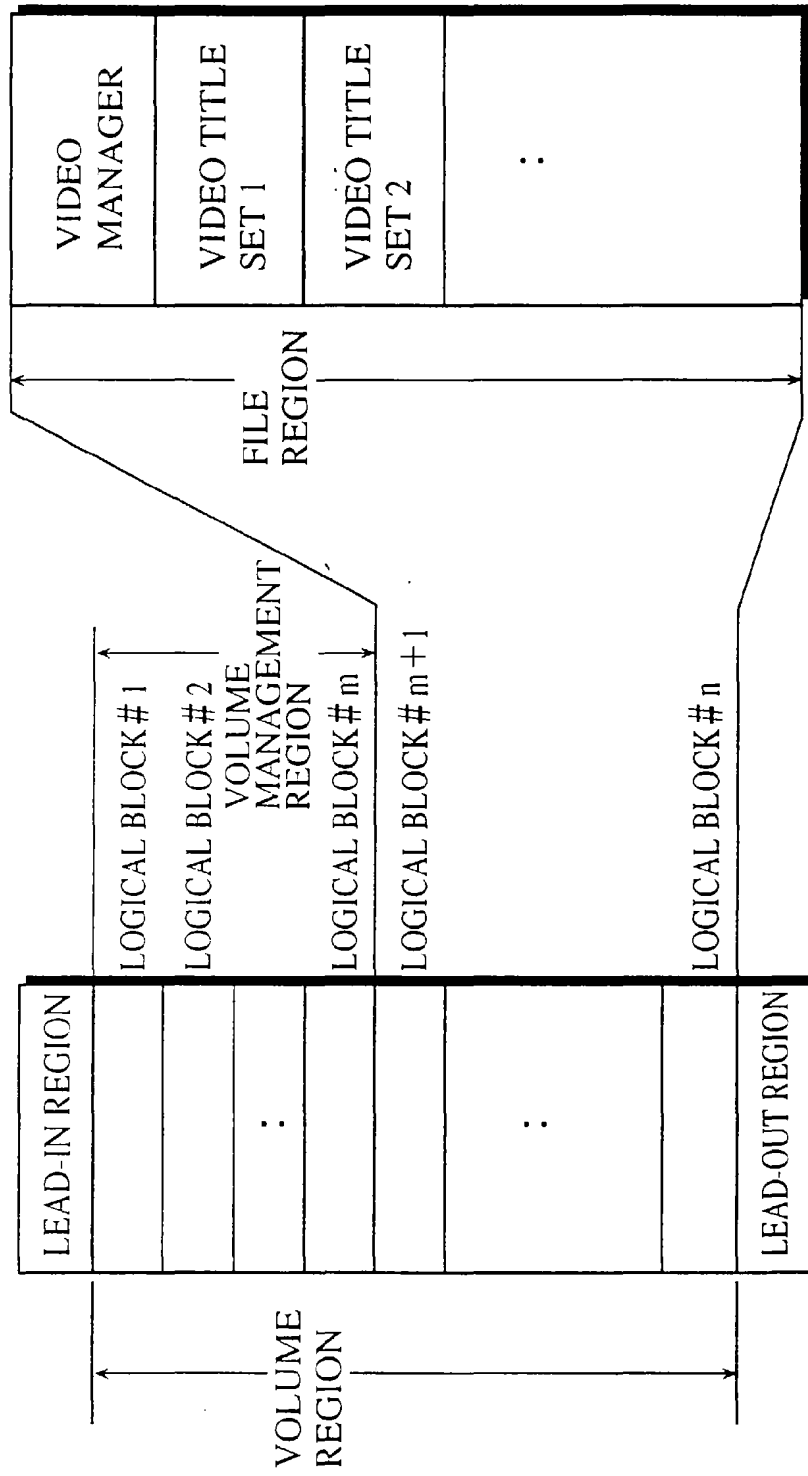 LEAD-IN REGION
LOGICAL BLOCK#1
LOGICAL BLOCK#2
:
LOGICAL BLOCK#m
LOGICAL BLOCK#m+1
:
LOGICAL BLOCK#n
LEAD-OUT REGION
VOLUME
REGION
VOLUME
MANAGEMENT
REGION
FILE
REGION
VIDEO
MANAGER
VIDEO TITLE
SET 1
VIDEO TITLE
SET 2
: